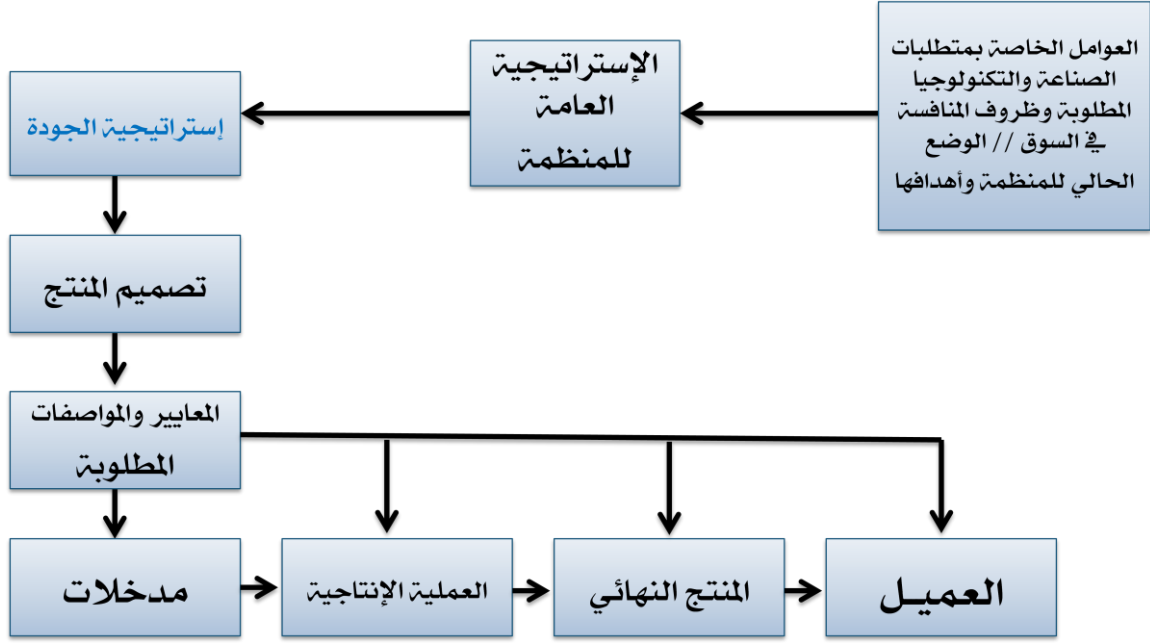 العوامل الخاصة بمتطلبات
الصناعة والتكنولوجيا
المطلوبة وظروف المنافسة
في السوق // الوضع
الحالي للمنظمة وأهدافها
الإستراتيجية
العامة
للمنظمة
إستراتيجية الجودة
تصميم المنتج
المعايير والمواصفات
المطلوبة
مدخلات
العملية الإنتاجية
المنتج النهائي
العميـل